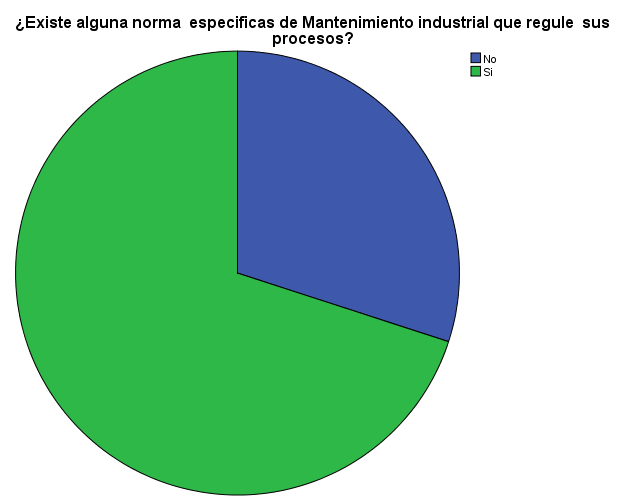 ¿Existe alguna norma  especificas de Mantenimiento industrial que regule  sus
procesos?
No
Si